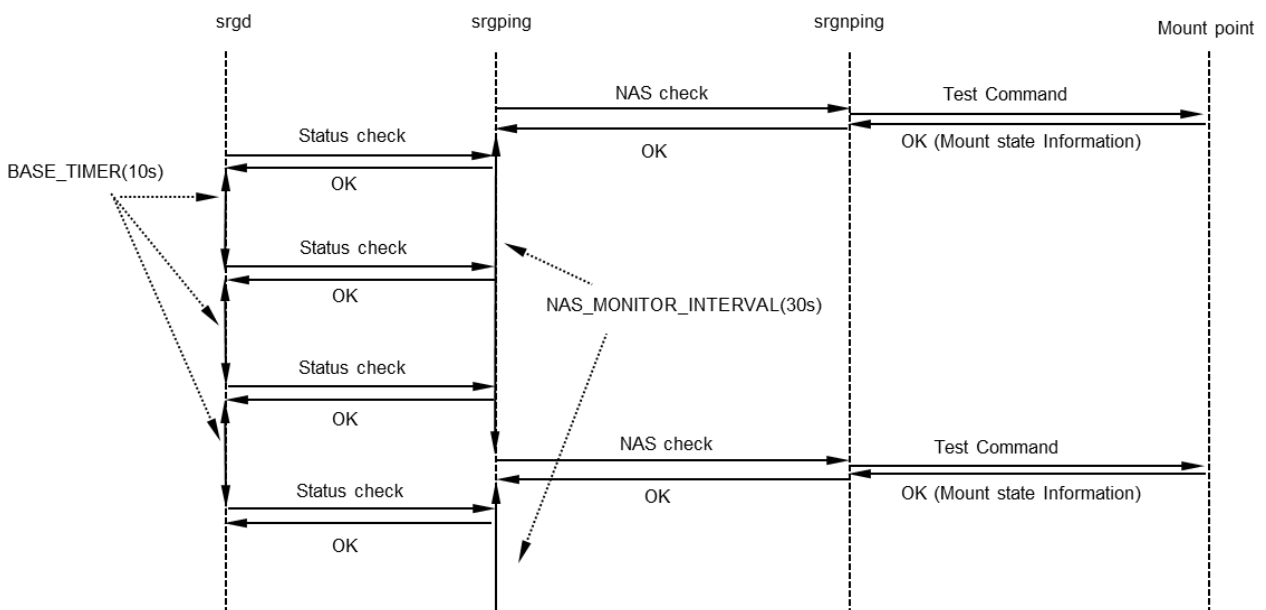 srgd
srgping
srgnping
Mount point
NAS check
Test Command
Status check
OK
OK (Mount state Information)
BASE_TIMER(10s)
OK
Status check
OK
NAS_MONITOR_INTERVAL(30s)
Status check
OK
NAS check
Test Command
Status check
OK
OK (Mount state Information)
OK